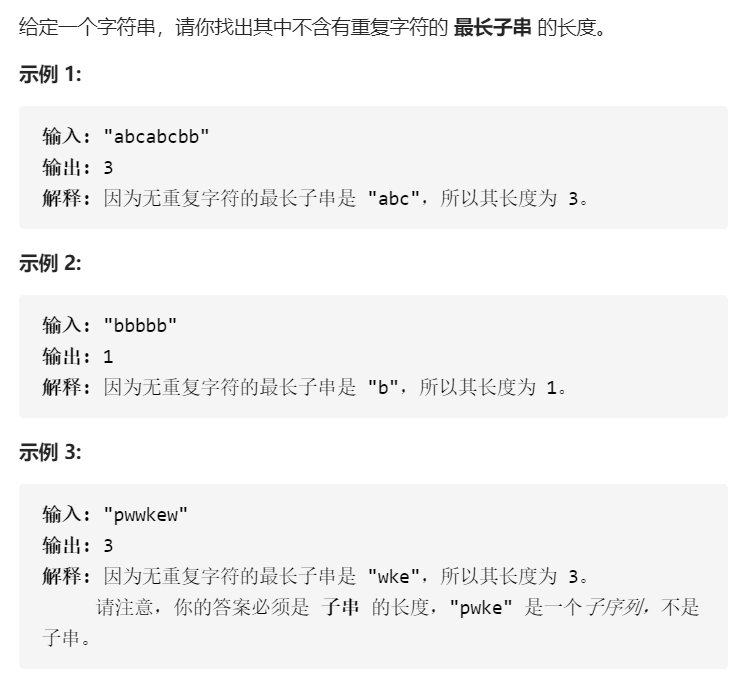 给定一个字符串，请你找出其中不含有重复字符的 最长子串 的长度。
示例 1:
输入: "abcabcbb"
输出: 3
解释: 因为无重复字符的最长子串是 "abc"，所以其长度为 3。
示例 2:
输入: "bbbbb"
输出: 1
解释: 因为无重复字符的最长子串是 "b"，所以其长度为 1。
示例 3:
输入: "pwwkew"
输出: 3
解释: 因为无重复字符的最长子串是 "wke"，所以其长度为 3。
请注意，你的答案必须是 子串 的长度，"pwke" 是一个子序列，不是
子串。